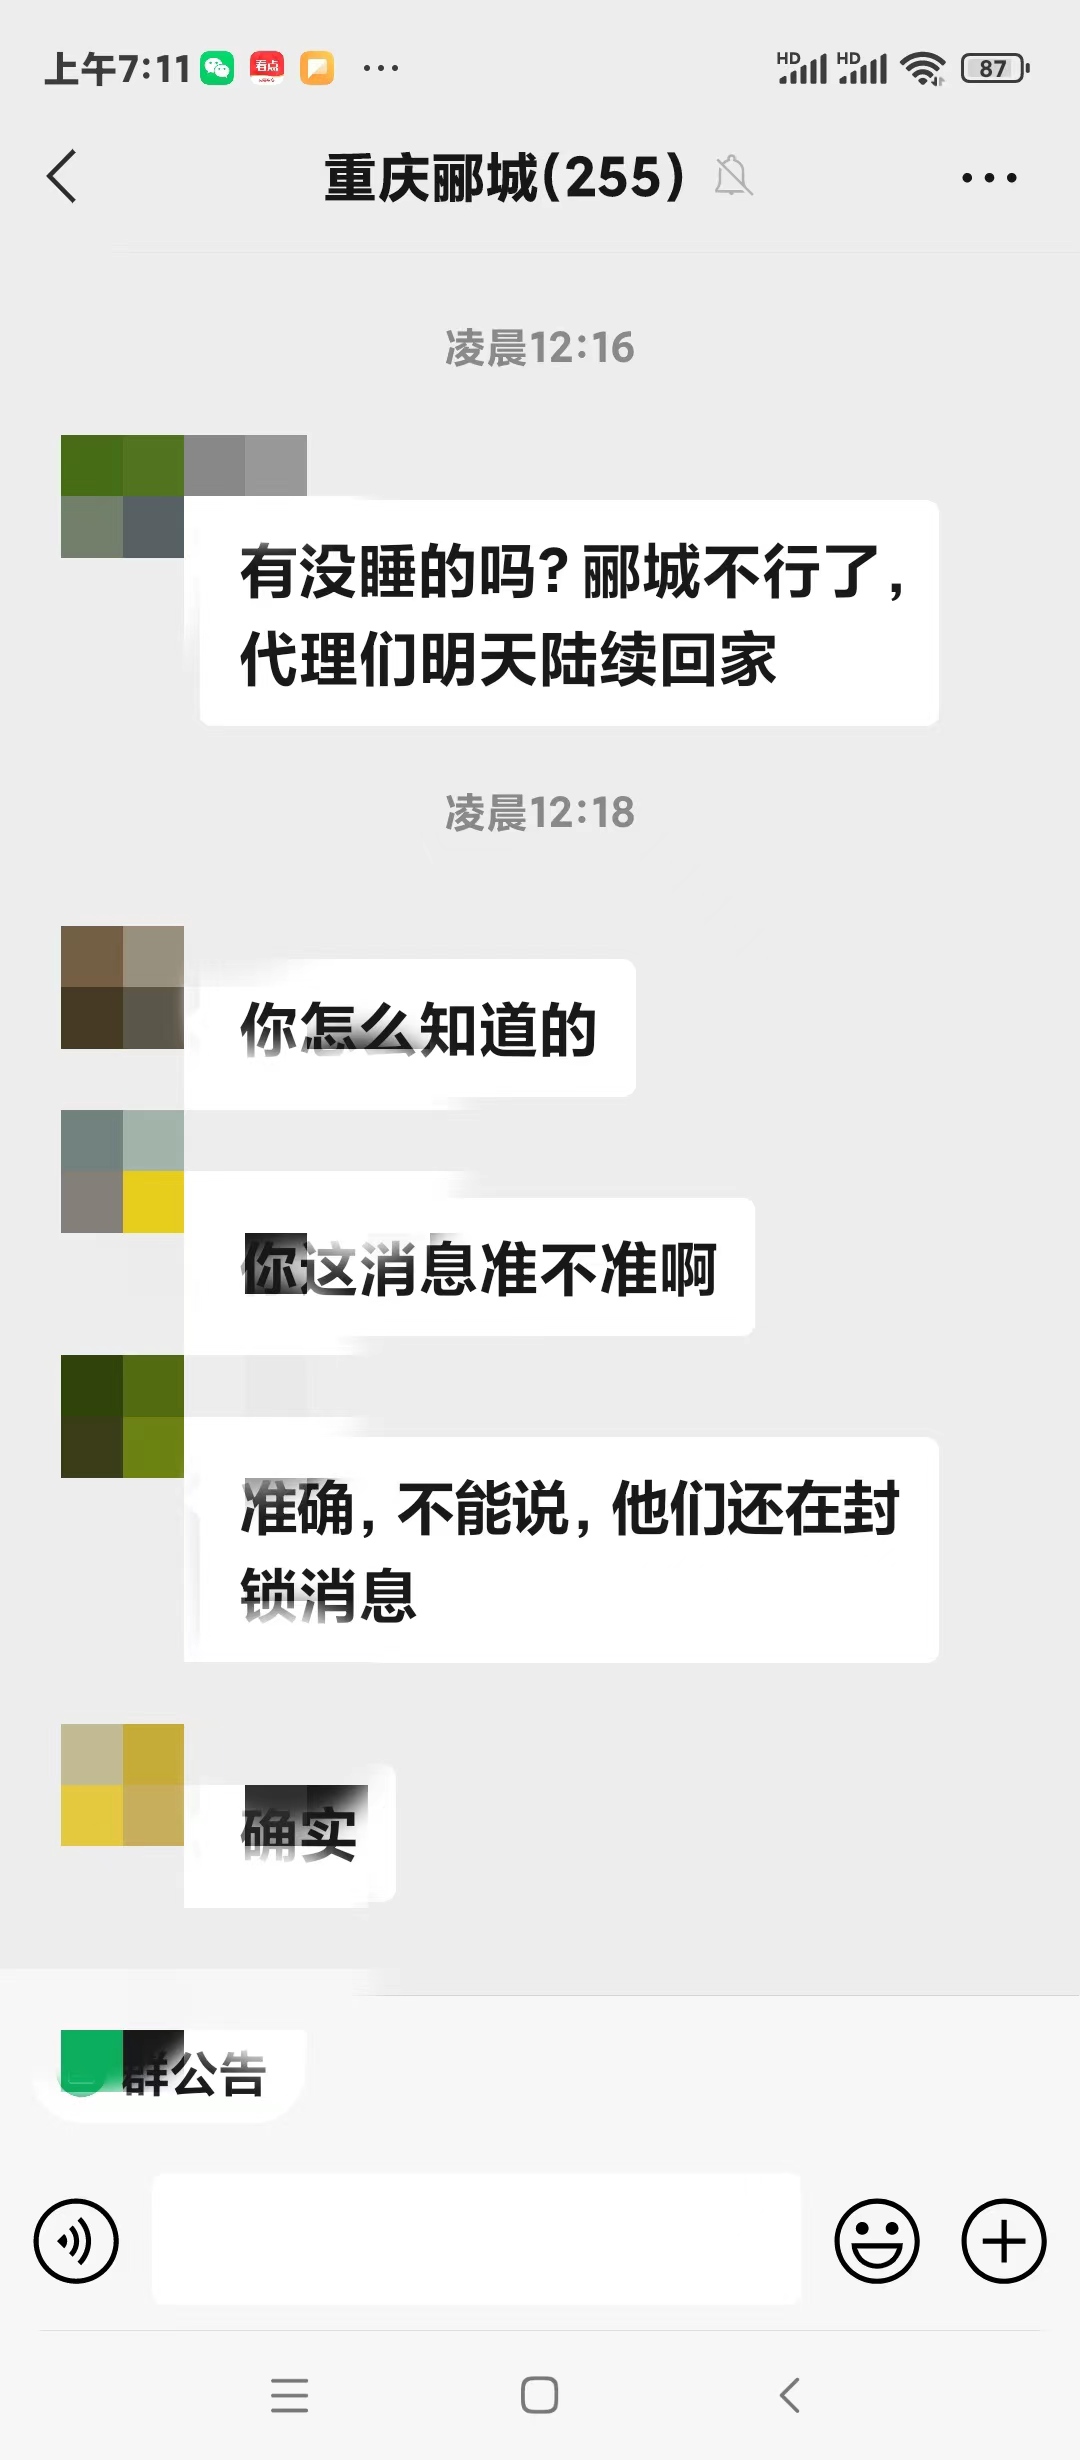 上午7:11 看点 ... HD HD 87
重庆郦城(255)
凌晨12:16
有没睡的吗？郦城不行了，
代理们明天陆续回家
凌晨12:18
你怎么知道的
你这消息准不准啊
准确，不能说，他们还在封
锁消息
确实
群公告